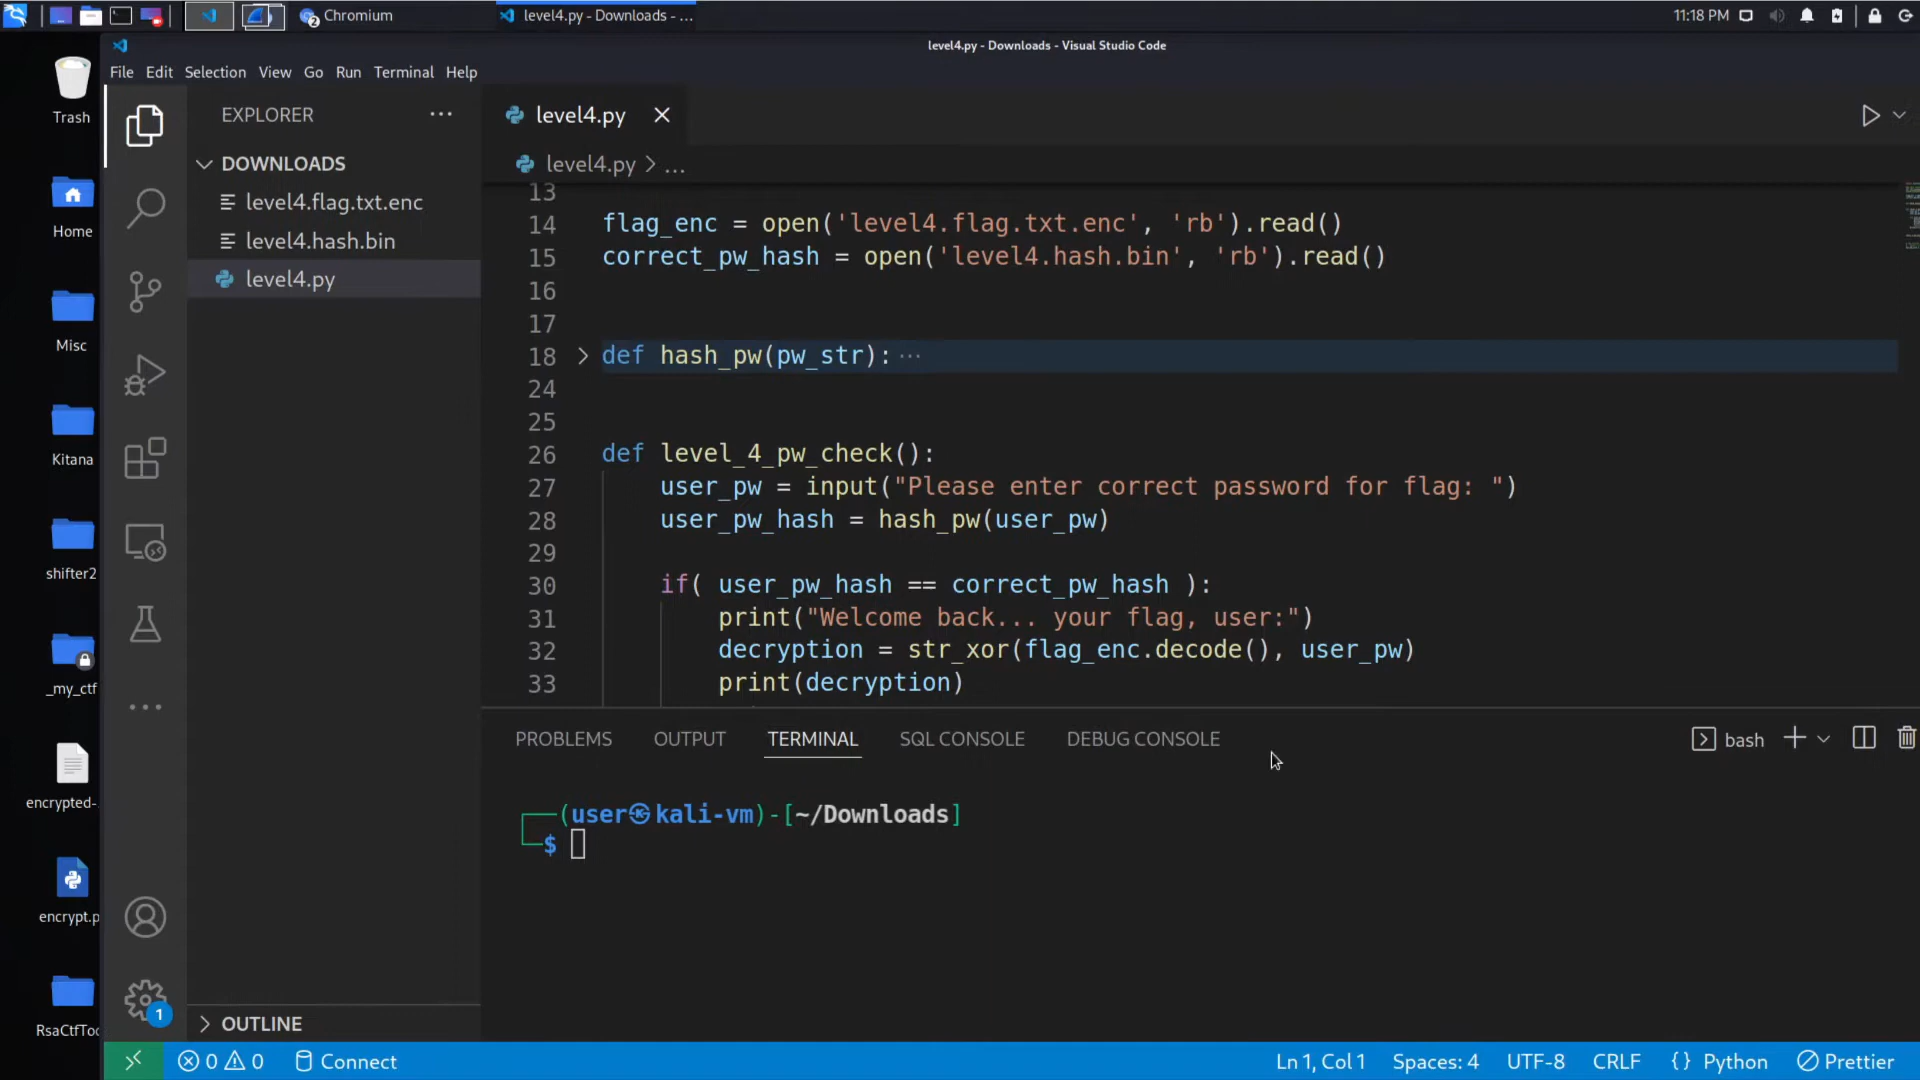 Chromium
level4.py - Downloads - ...
11:18 PM
level4.py - Downloads - Visual Studio Code
File Edit Selection View Go Run Terminal Help
Trash
Home
Misc
Kitana
shifter2
_my_ctf
encrypted-
encrypt.p
RsaCtfToo
EXPLORER
DOWNLOADS
level4.flag.txt.enc
level4.hash.bin
level4.py
OUTLINE
level4.py
level4.py > ...
13
14 flag_enc = open('level4.flag.txt.enc', 'rb').read()
15 correct_pw_hash = open('level4.hash.bin', 'rb').read()
16
17
18 def hash_pw(pw_str): ...
24
25
26 def level_4_pw_check():
27 user_pw = input("Please enter correct password for flag: ")
28 user_pw_hash = hash_pw(user_pw)
29
30 if( user_pw_hash == correct_pw_hash ):
31 print("Welcome back... your flag, user:")
32 decryption = str_xor(flag_enc.decode(), user_pw)
33 print(decryption)
PROBLEMS OUTPUT TERMINAL SQL CONSOLE DEBUG CONSOLE
bash
┌──(user㉿kali-vm)-[~/Downloads]
└─$
1
0 0 Connect
Ln 1, Col 1 Spaces: 4 UTF-8 CRLF {} Python Prettier